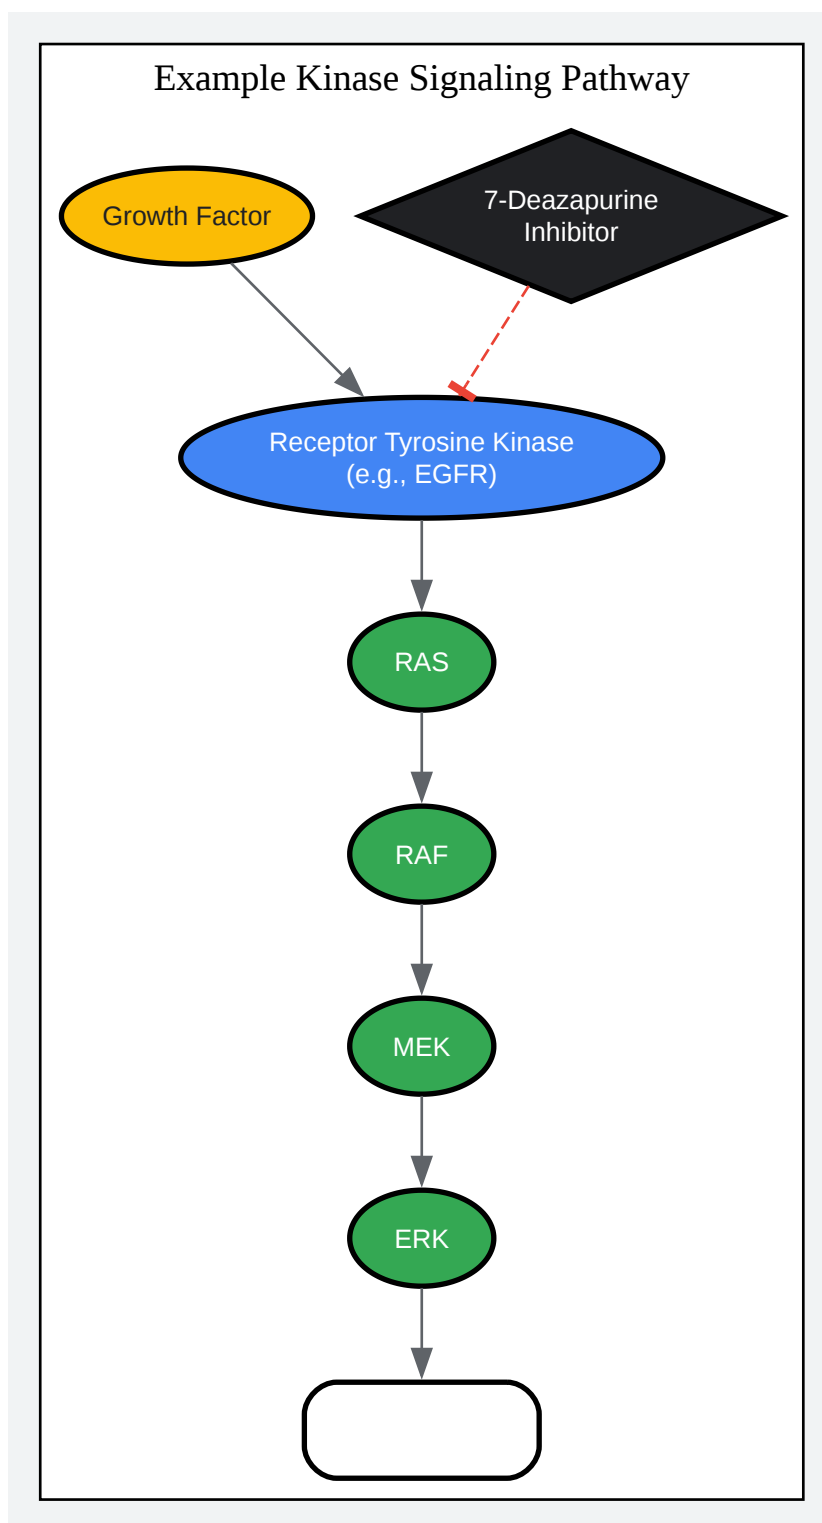 Example Kinase Signaling Pathway
Growth Factor
7-Deazapurine
Inhibitor
Receptor Tyrosine Kinase
(e.g., EGFR)
RAS
RAF
MEK
ERK